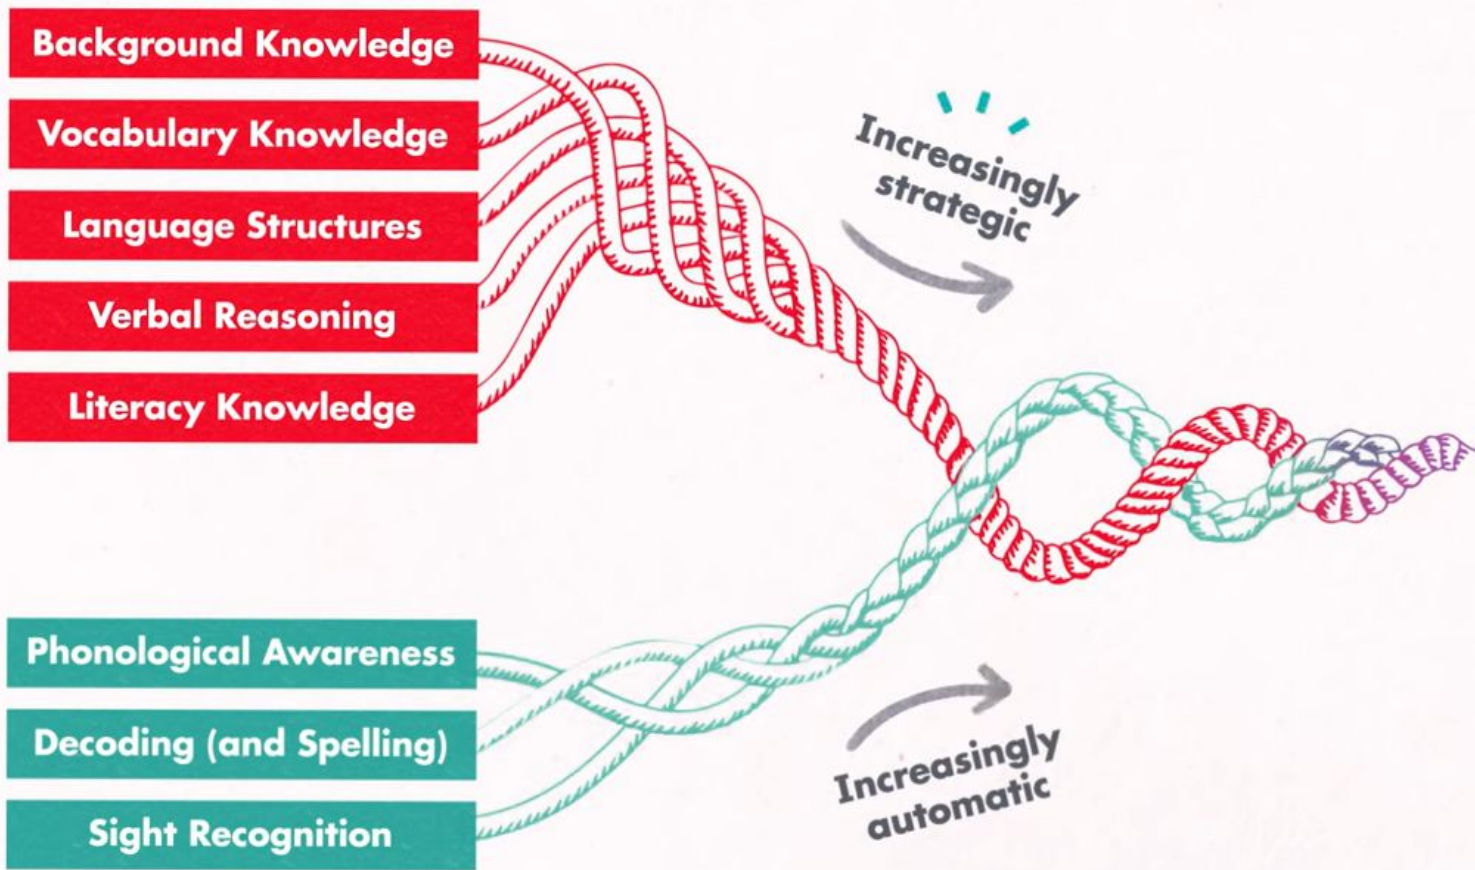 Background Knowledge
Vocabulary Knowledge
Language Structures
Verbal Reasoning
Literacy Knowledge
Increasingly
strategic
Phonological Awareness
Decoding (and Spelling)
Sight Recognition
Increasingly
automatic